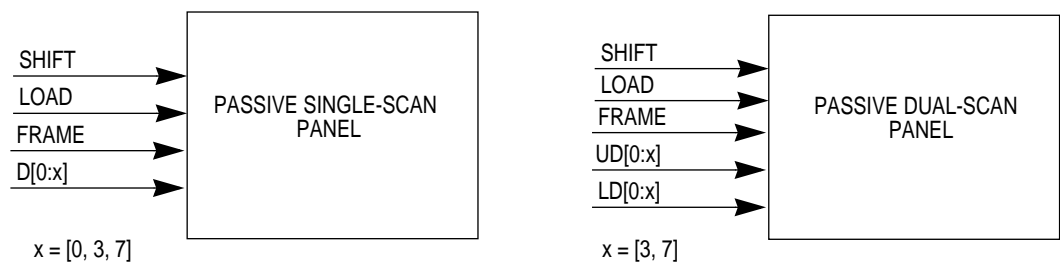 SHIFT
LOAD
FRAME
D[0:x]
PASSIVE SINGLE-SCAN
PANEL
x = [0, 3, 7]
SHIFT
LOAD
FRAME
UD[0:x]
LD[0:x]
PASSIVE DUAL-SCAN
PANEL
x = [3, 7]